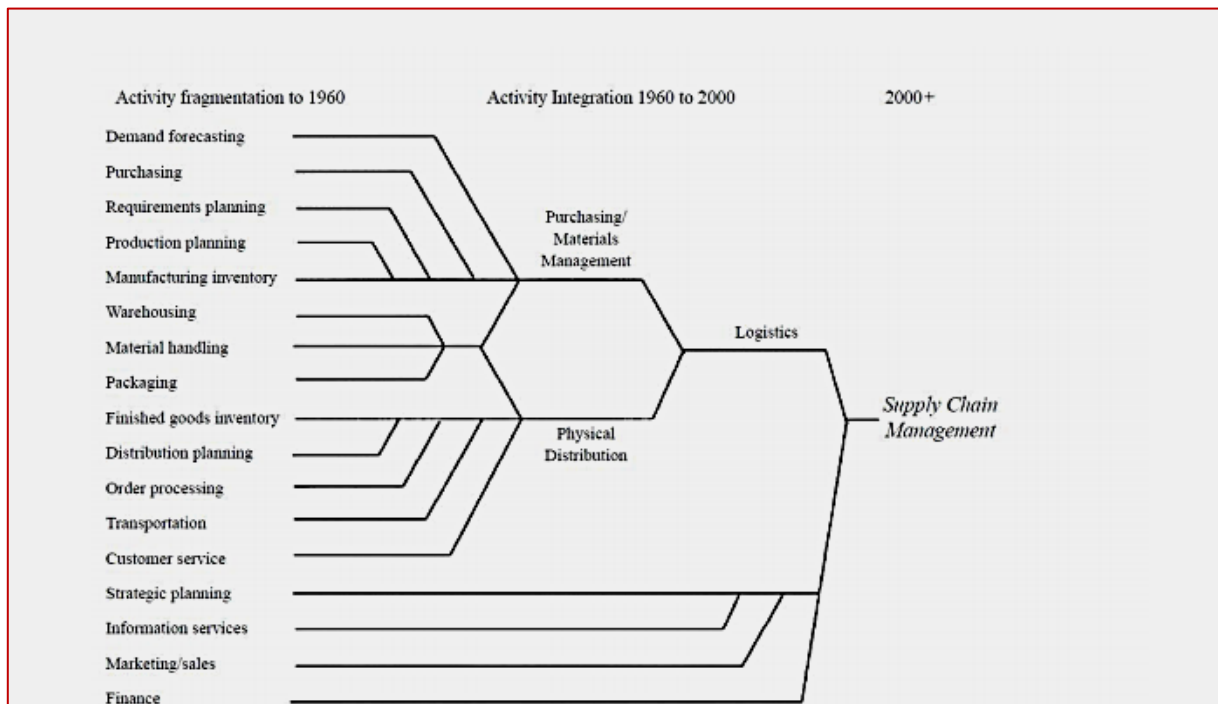 Activity fragmentation to 1960
Activity Integration 1960 to 2000
2000+
Demand forecasting
Purchasing
Requirements planning
Production planning
Manufacturing inventory
Warehousing
Material handling
Packaging
Finished goods inventory
Distribution planning
Order processing
Transportation
Customer service
Strategic planning
Information services
Marketing/sales
Finance
Purchasing/
Materials
Management
Physical
Distribution
Logistics
Supply Chain
Management